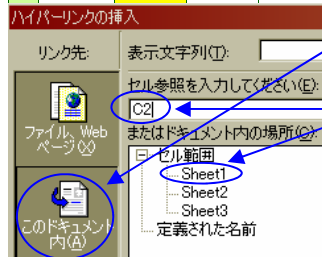 ハイパーリンクの挿入
リンク先:
表示文字列(T):
セル参照を入力してください(E):
C2
ファイル、Web
ページ(X)
またはドキュメント内の場所(O):
セル範囲
Sheet1
Sheet2
Sheet3
定義された名前
このドキュメント
内(A)